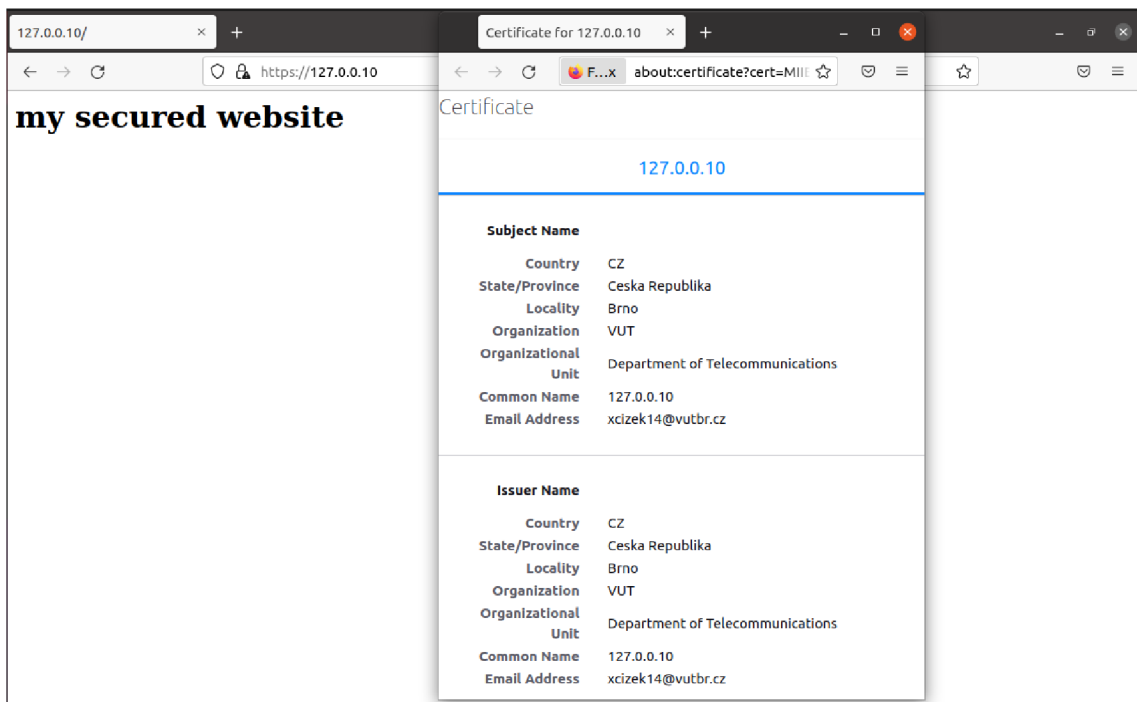 127.0.0.10/
https://127.0.0.10
my secured website
Certificate for 127.0.0.10
F...x about:certificate?cert=MIIE
Certificate
127.0.0.10
Subject Name
Country CZ
State/Province Ceska Republika
Locality Brno
Organization VUT
Organizational
Unit Department of Telecommunications
Common Name 127.0.0.10
Email Address xcizek14@vutbr.cz
Issuer Name
Country CZ
State/Province Ceska Republika
Locality Brno
Organization VUT
Organizational
Unit Department of Telecommunications
Common Name 127.0.0.10
Email Address xcizek14@vutbr.cz